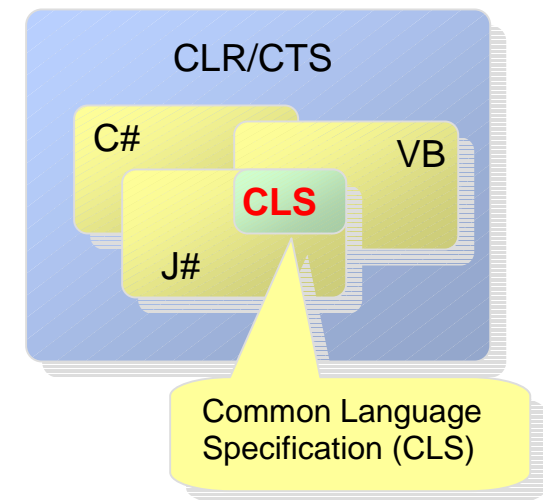 CLR/CTS
C#
VB
CLS
J#
Common Language
Specification (CLS)